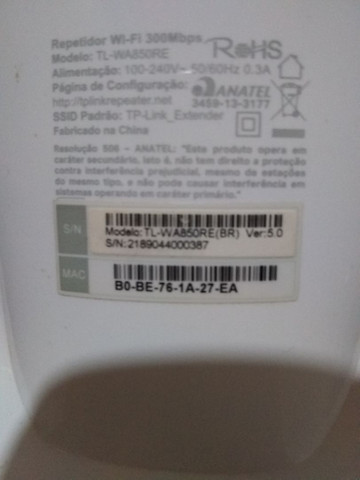 Repetidor Wi-Fi 300Mbps
RoHS
Modelo: TL-WA850RE
Alimentação: 100-240V~ 50/60Hz 0.3A
Página de Configuração:
ANATEL
http://tplinkrepeater.net
3459-13-3177
SSID Padrão: TP-Link_Extender
Fabricado na China
Resolução 506 - ANATEL: "Este produto opera em
caráter secundário, isto é, não tem direito a proteção
contra interferência prejudicial, mesmo de estações
do mesmo tipo, e não pode causar interferência em
sistemas operando em caráter primário."
S/N
Modelo:TL-WA850RE(BR) Ver:5.0
S/N:2189044000387
MAC
B0-BE-76-1A-27-EA